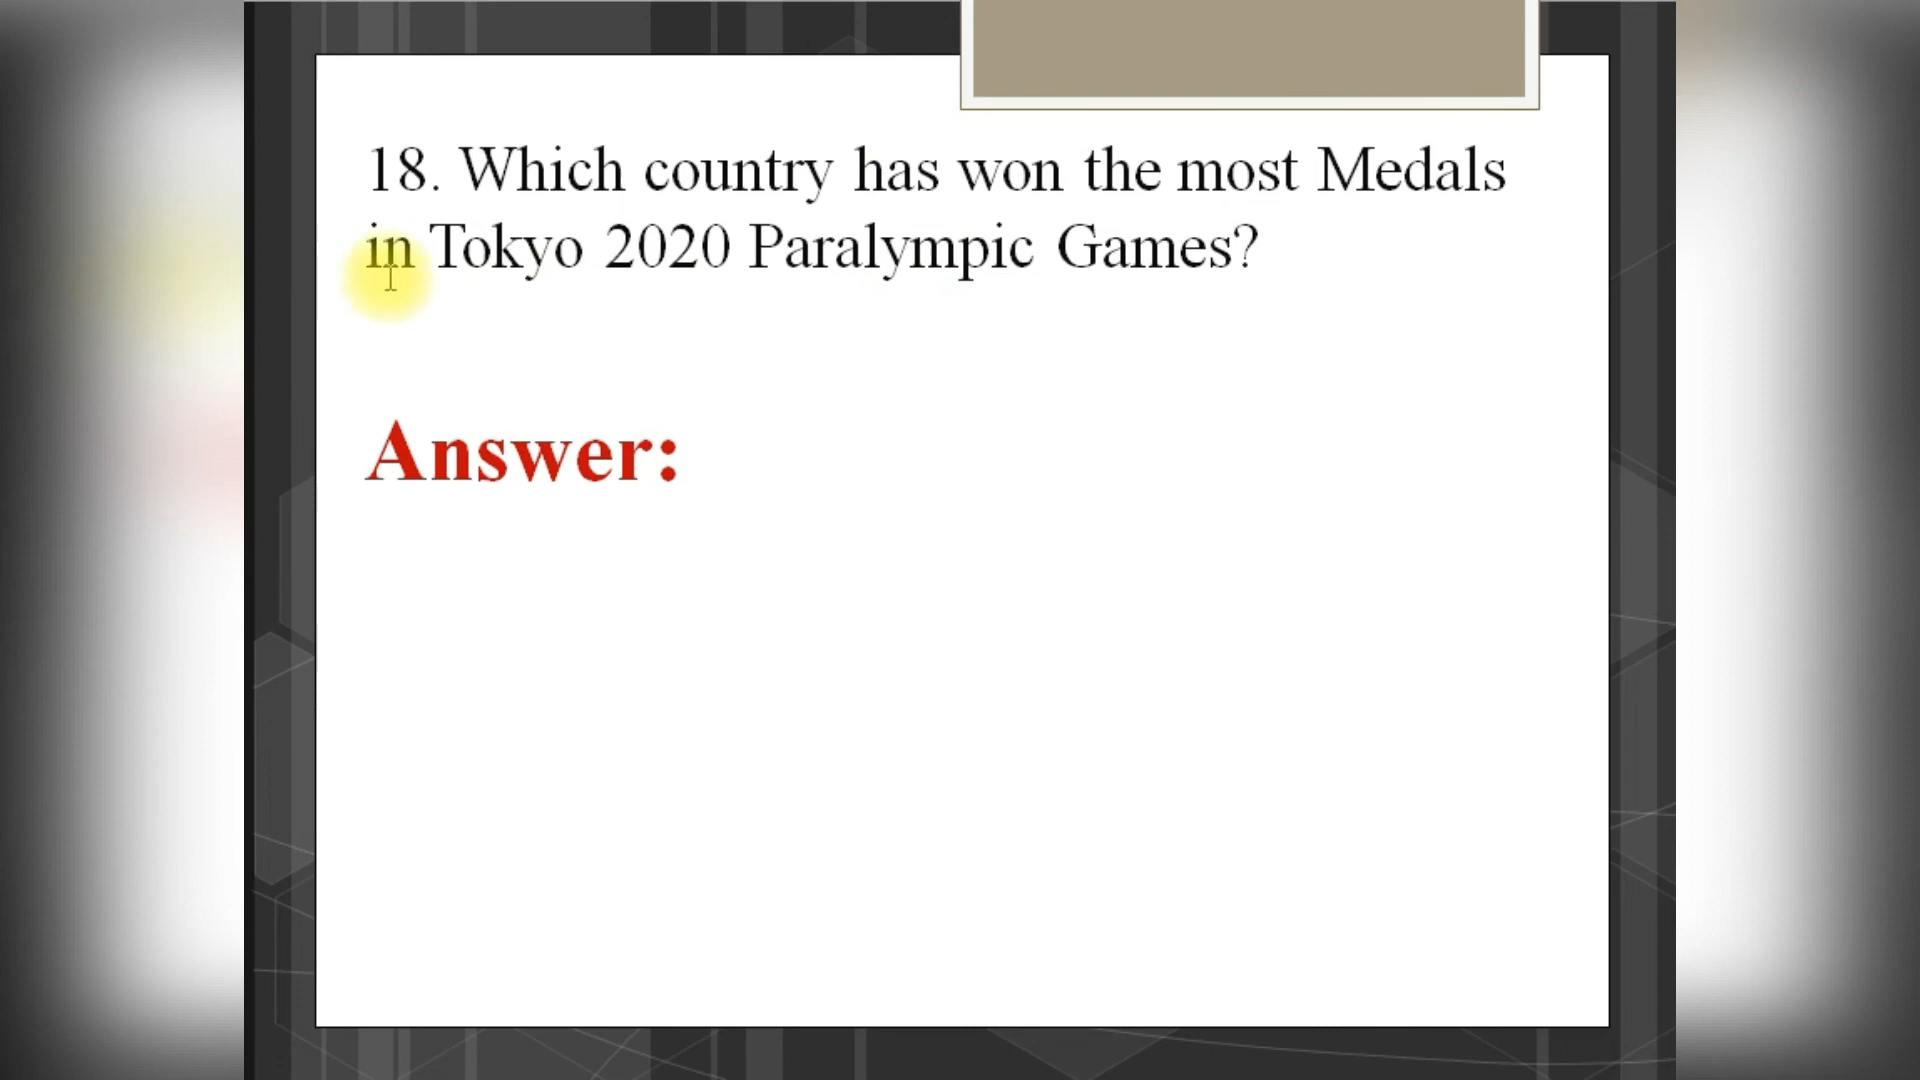 18. Which country has won the most Medals
in Tokyo 2020 Paralympic Games?
Answer: